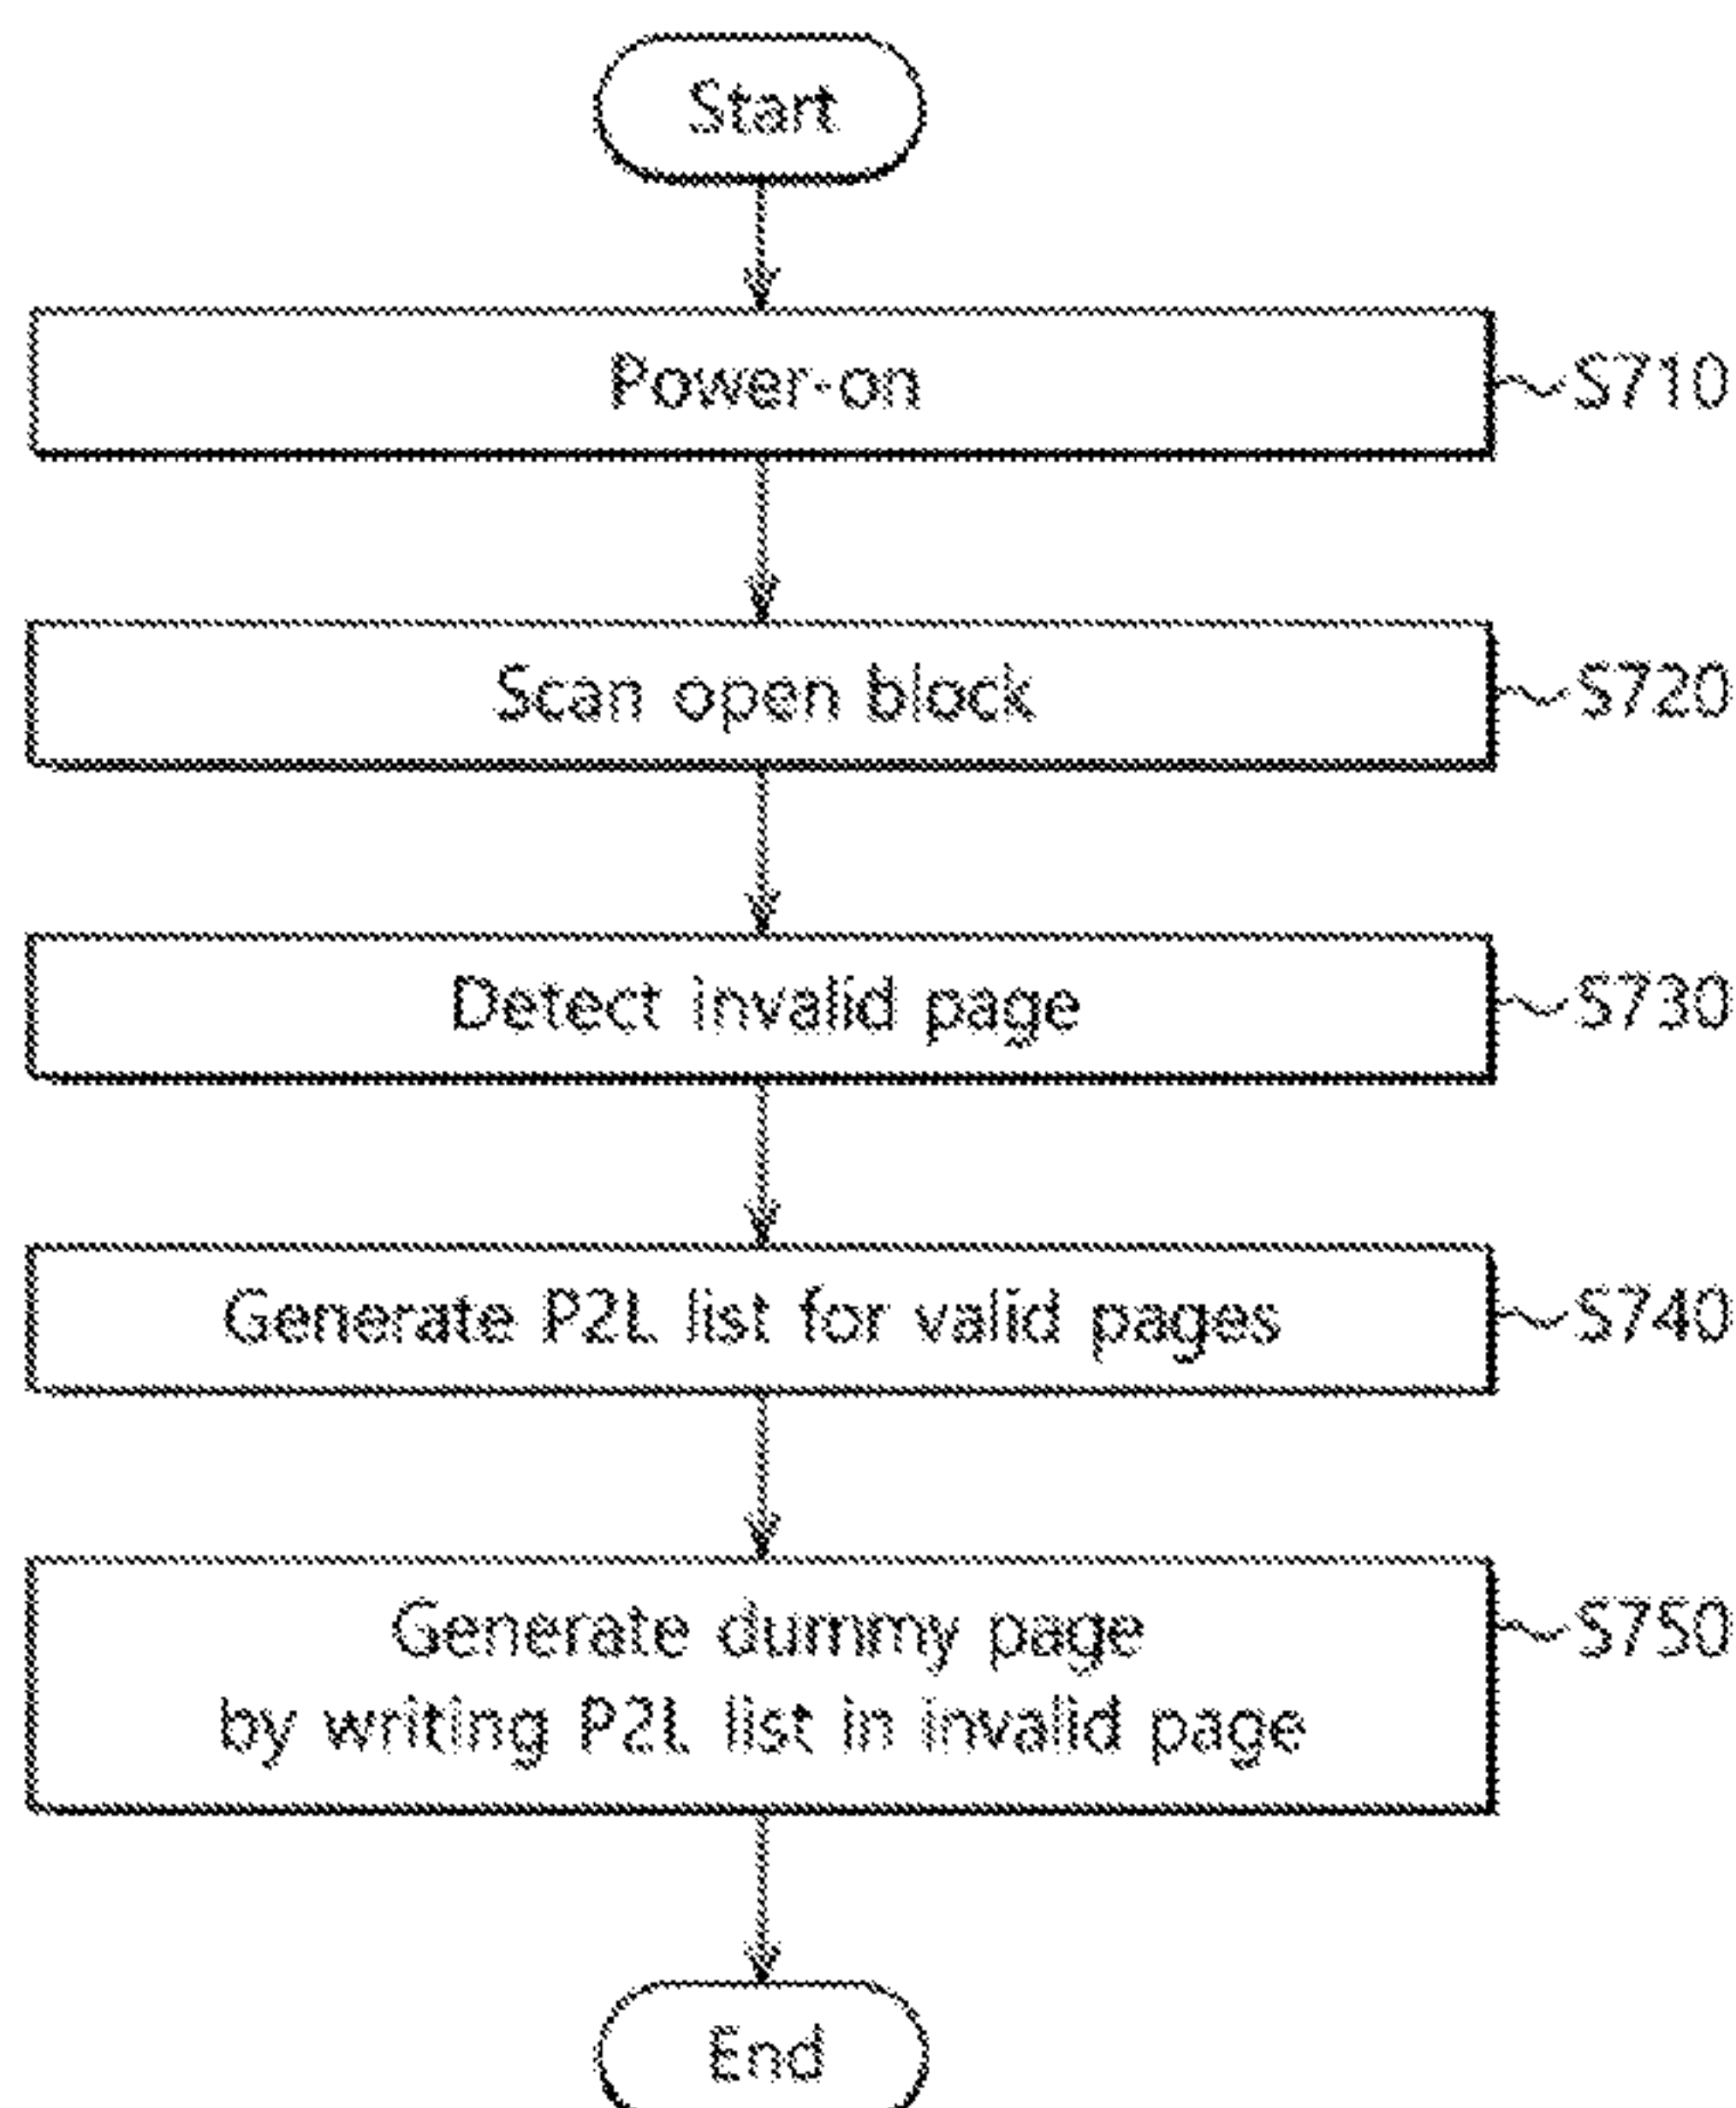 Start
Power-on
S710
Scan open block
S720
Detect invalid page
S730
Generate P2L list for valid pages
S740
Generate dummy page
S750
by writing P2L list in invalid page
End